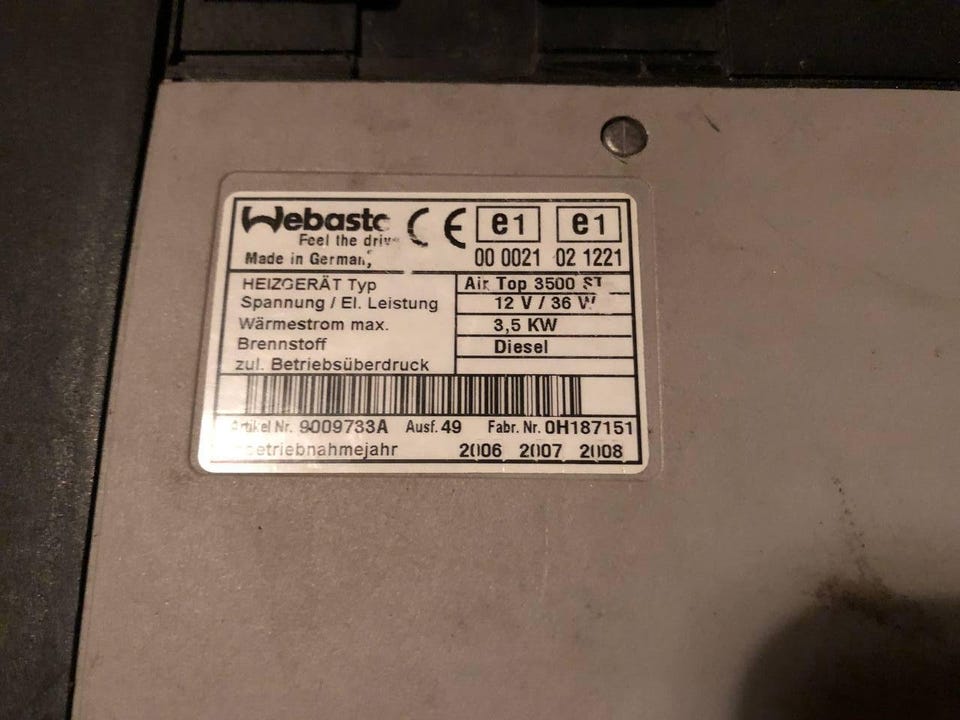 Webasto CE e1 e1
Feel the drive 00 0021 02 1221
Made in Germany
HEIZGERÄT Typ Air Top 3500 ST
Spannung / El. Leistung 12 V / 36 W
Wärmestrom max. 3,5 KW
Brennstoff Diesel
zul. Betriebsüberdruck
Artikel Nr. 9009733A Ausf. 49 Fabr. Nr. 0H187151
Betriebnahmejahr 2006 2007 2008